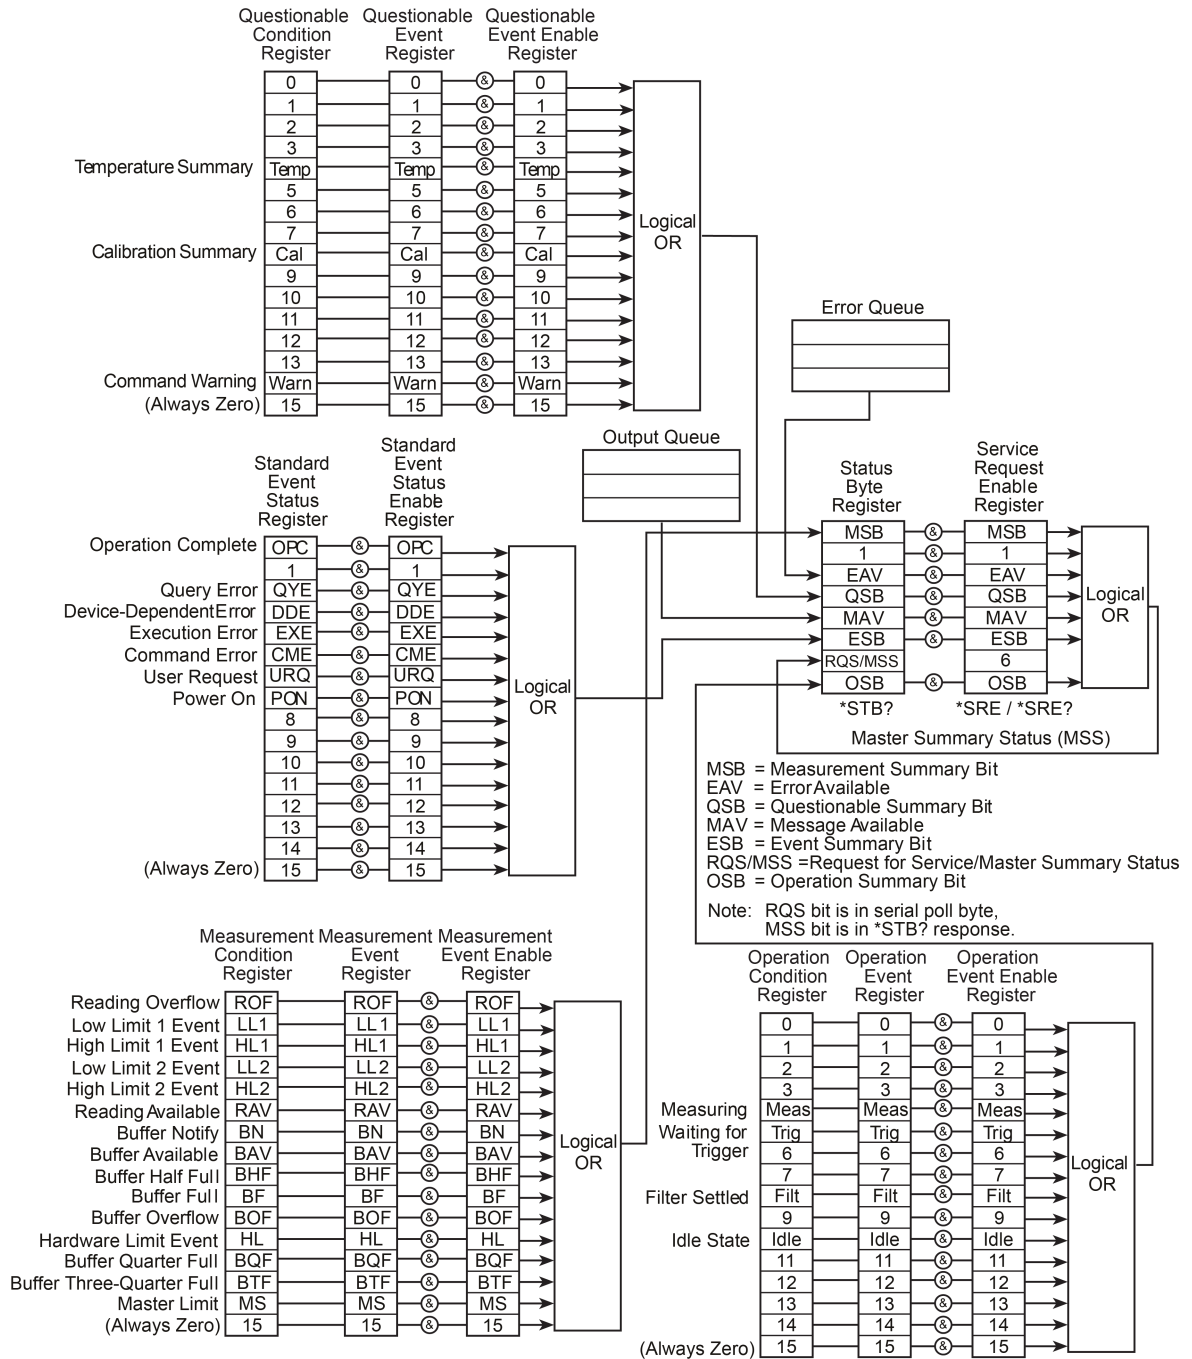 Questionable Condition Register
Questionable Event Register
Questionable Event Enable Register
0 0 & 0
1 1 & 1
2 2 & 2
3 3 & 3
Temperature Summary Temp Temp & Temp
5 5 & 5
6 6 & 6
7 7 & 7
Calibration Summary Cal Cal & Cal
9 9 & 9
10 10 & 10
11 11 & 11
12 12 & 12
13 13 & 13
Command Warning Warn Warn & Warn
(Always Zero) 15 15 & 15
Logical
OR
Error Queue
Output Queue
Standard Event Status Register
Standard Event Status Enable Register
Operation Complete OPC & OPC
1 & 1
Query Error QYE & QYE
Device-Dependent Error DDE & DDE
Execution Error EXE & EXE
Command Error CME & CME
User Request URQ & URQ
Power On PON & PON
8 & 8
9 & 9
10 & 10
11 & 11
12 & 12
13 & 13
14 & 14
(Always Zero) 15 & 15
Logical
OR
Status Byte Register
Service Request Enable Register
MSB & MSB
1 & 1
EAV & EAV
QSB & QSB
MAV & MAV
ESB & ESB
RQS/MSS 6
OSB & OSB
Logical
OR
*STB? *SRE / *SRE?
Master Summary Status (MSS)
MSB = Measurement Summary Bit
EAV = Error Available
QSB = Questionable Summary Bit
MAV = Message Available
ESB = Event Summary Bit
RQS/MSS =Request for Service/Master Summary Status
OSB = Operation Summary Bit
Note: RQS bit is in serial poll byte,
MSS bit is in *STB? response.
Measurement Condition Register
Measurement Event Register
Measurement Event Enable Register
Reading Overflow ROF ROF & ROF
Low Limit 1 Event LL1 LL1 & LL1
High Limit 1 Event HL1 HL1 & HL1
Low Limit 2 Event LL2 LL2 & LL2
High Limit 2 Event HL2 HL2 & HL2
Reading Available RAV RAV & RAV
Buffer Notify BN BN & BN
Buffer Available BAV BAV & BAV
Buffer Half Full BHF BHF & BHF
Buffer Full BF BF & BF
Buffer Overflow BOF BOF & BOF
Hardware Limit Event HL HL & HL
Buffer Quarter Full BQF BQF & BQF
Buffer Three-Quarter Full BTF BTF & BTF
Master Limit MS MS & MS
(Always Zero) 15 15 & 15
Logical
OR
Operation Condition Register
Operation Event Register
Operation Event Enable Register
0 0 & 0
1 1 & 1
2 2 & 2
3 3 & 3
Measuring Meas Meas & Meas
Waiting for Trigger Trig Trig & Trig
6 6 & 6
7 7 & 7
Filter Settled Filt Filt & Filt
9 9 & 9
Idle State Idle Idle & Idle
11 11 & 11
12 12 & 12
13 13 & 13
14 14 & 14
(Always Zero) 15 15 & 15
Logical
OR